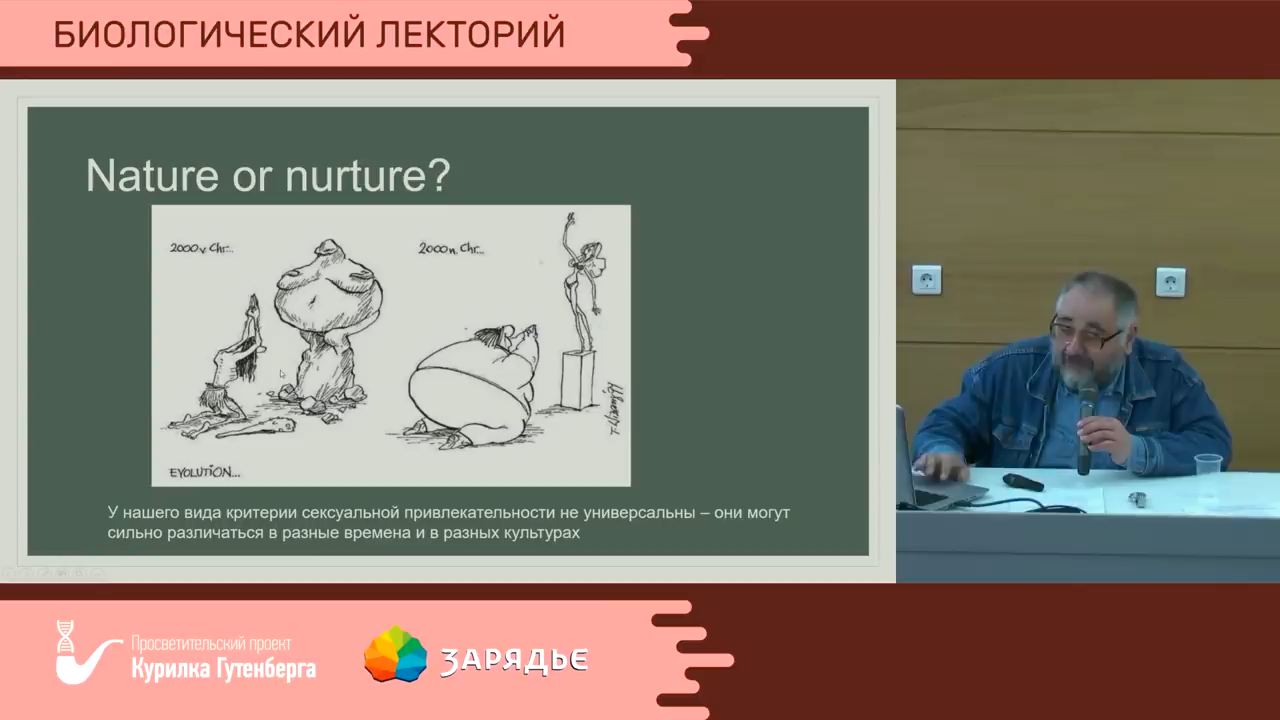 БИОЛОГИЧЕСКИЙ ЛЕКТОРИЙ
Nature or nurture?
2000 v. Chr...
2000 n. Chr...
EVOLUTION...
У нашего вида критерии сексуальной привлекательности не универсальны – они могут
сильно различаться в разные времена и в разных культурах
Просветительский проект
Курилка Гутенберга
ЗАРЯДЬЕ